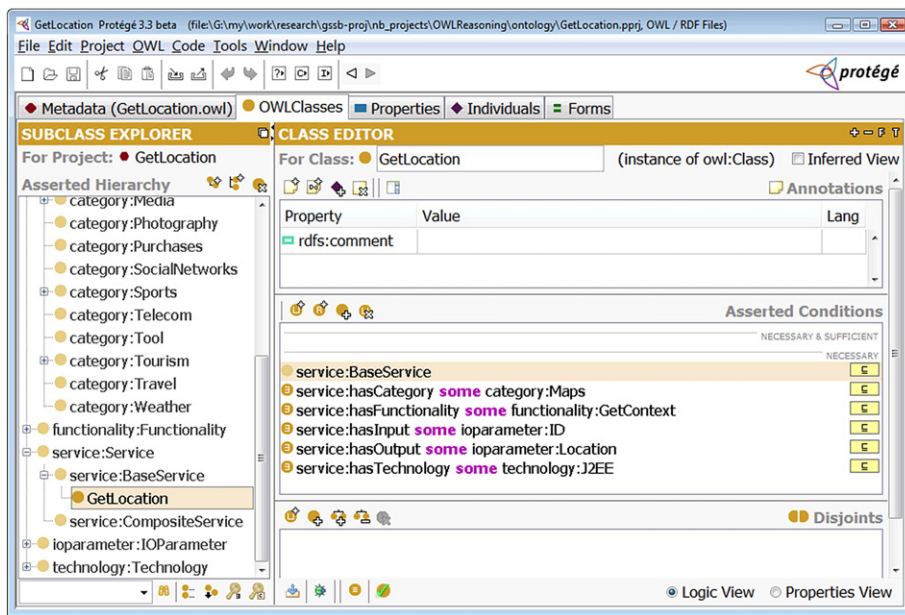 GetLocation Protégé 3.3 beta (file:\G:\my\work\research\gssb-proj\nb_projects\OWLReasoning\ontology\GetLocation.pprj, OWL / RDF Files)
File Edit Project OWL Code Tools Window Help
protégé
Metadata (GetLocation.owl) OWLClasses Properties Individuals Forms
SUBCLASS EXPLORER
For Project: GetLocation
Asserted Hierarchy
category:Media
category:Photography
category:Purchases
category:SocialNetworks
category:Sports
category:Telecom
category:Tool
category:Tourism
category:Travel
category:Weather
functionality:Functionality
service:Service
service:BaseService
GetLocation
service:CompositeService
ioparameter:IOParameter
technology:Technology
CLASS EDITOR
For Class: GetLocation (instance of owl:Class) Inferred View
Annotations
Property Value Lang
rdfs:comment
Asserted Conditions
NECESSARY & SUFFICIENT
NECESSARY
service:BaseService
service:hasCategory some category:Maps
service:hasFunctionality some functionality:GetContext
service:hasInput some ioparameter:ID
service:hasOutput some ioparameter:Location
service:hasTechnology some technology:J2EE
Disjoints
Logic View Properties View